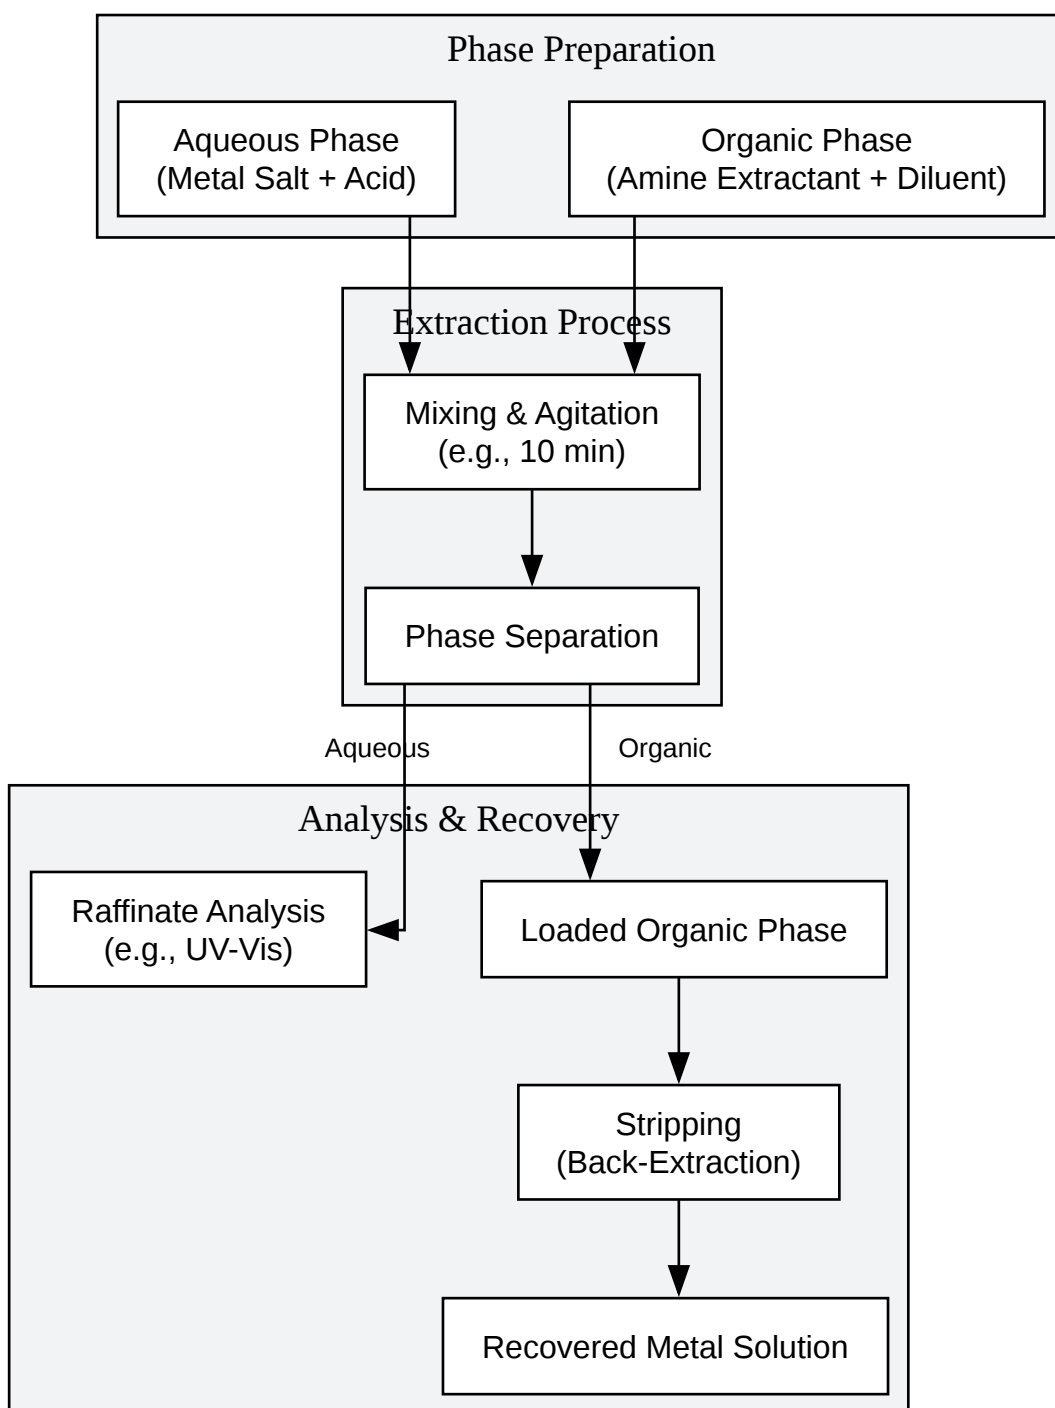 Phase Preparation
Aqueous Phase
(Metal Salt + Acid)
Organic Phase
(Amine Extractant + Diluent)
Extraction Process
Mixing & Agitation
(e.g., 10 min)
Phase Separation
Aqueous
Organic
Analysis & Recovery
Raffinate Analysis
(e.g., UV-Vis)
Loaded Organic Phase
Stripping
(Back-Extraction)
Recovered Metal Solution